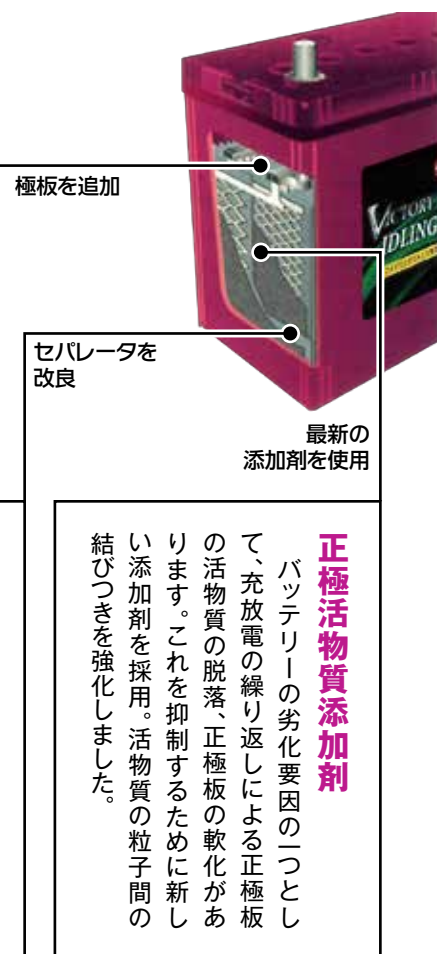 VICTORY
IDLING
極板を追加
セパレータを
改良
最新の
添加剤を使用
正極活物質添加剤
バッテリーの劣化要因の一つとし
て、充放電の繰り返しによる正極板
の活物質の脱落、正極板の軟化があ
ります。これを抑制するために新し
い添加剤を採用。活物質の粒子間の
結びつきを強化しました。